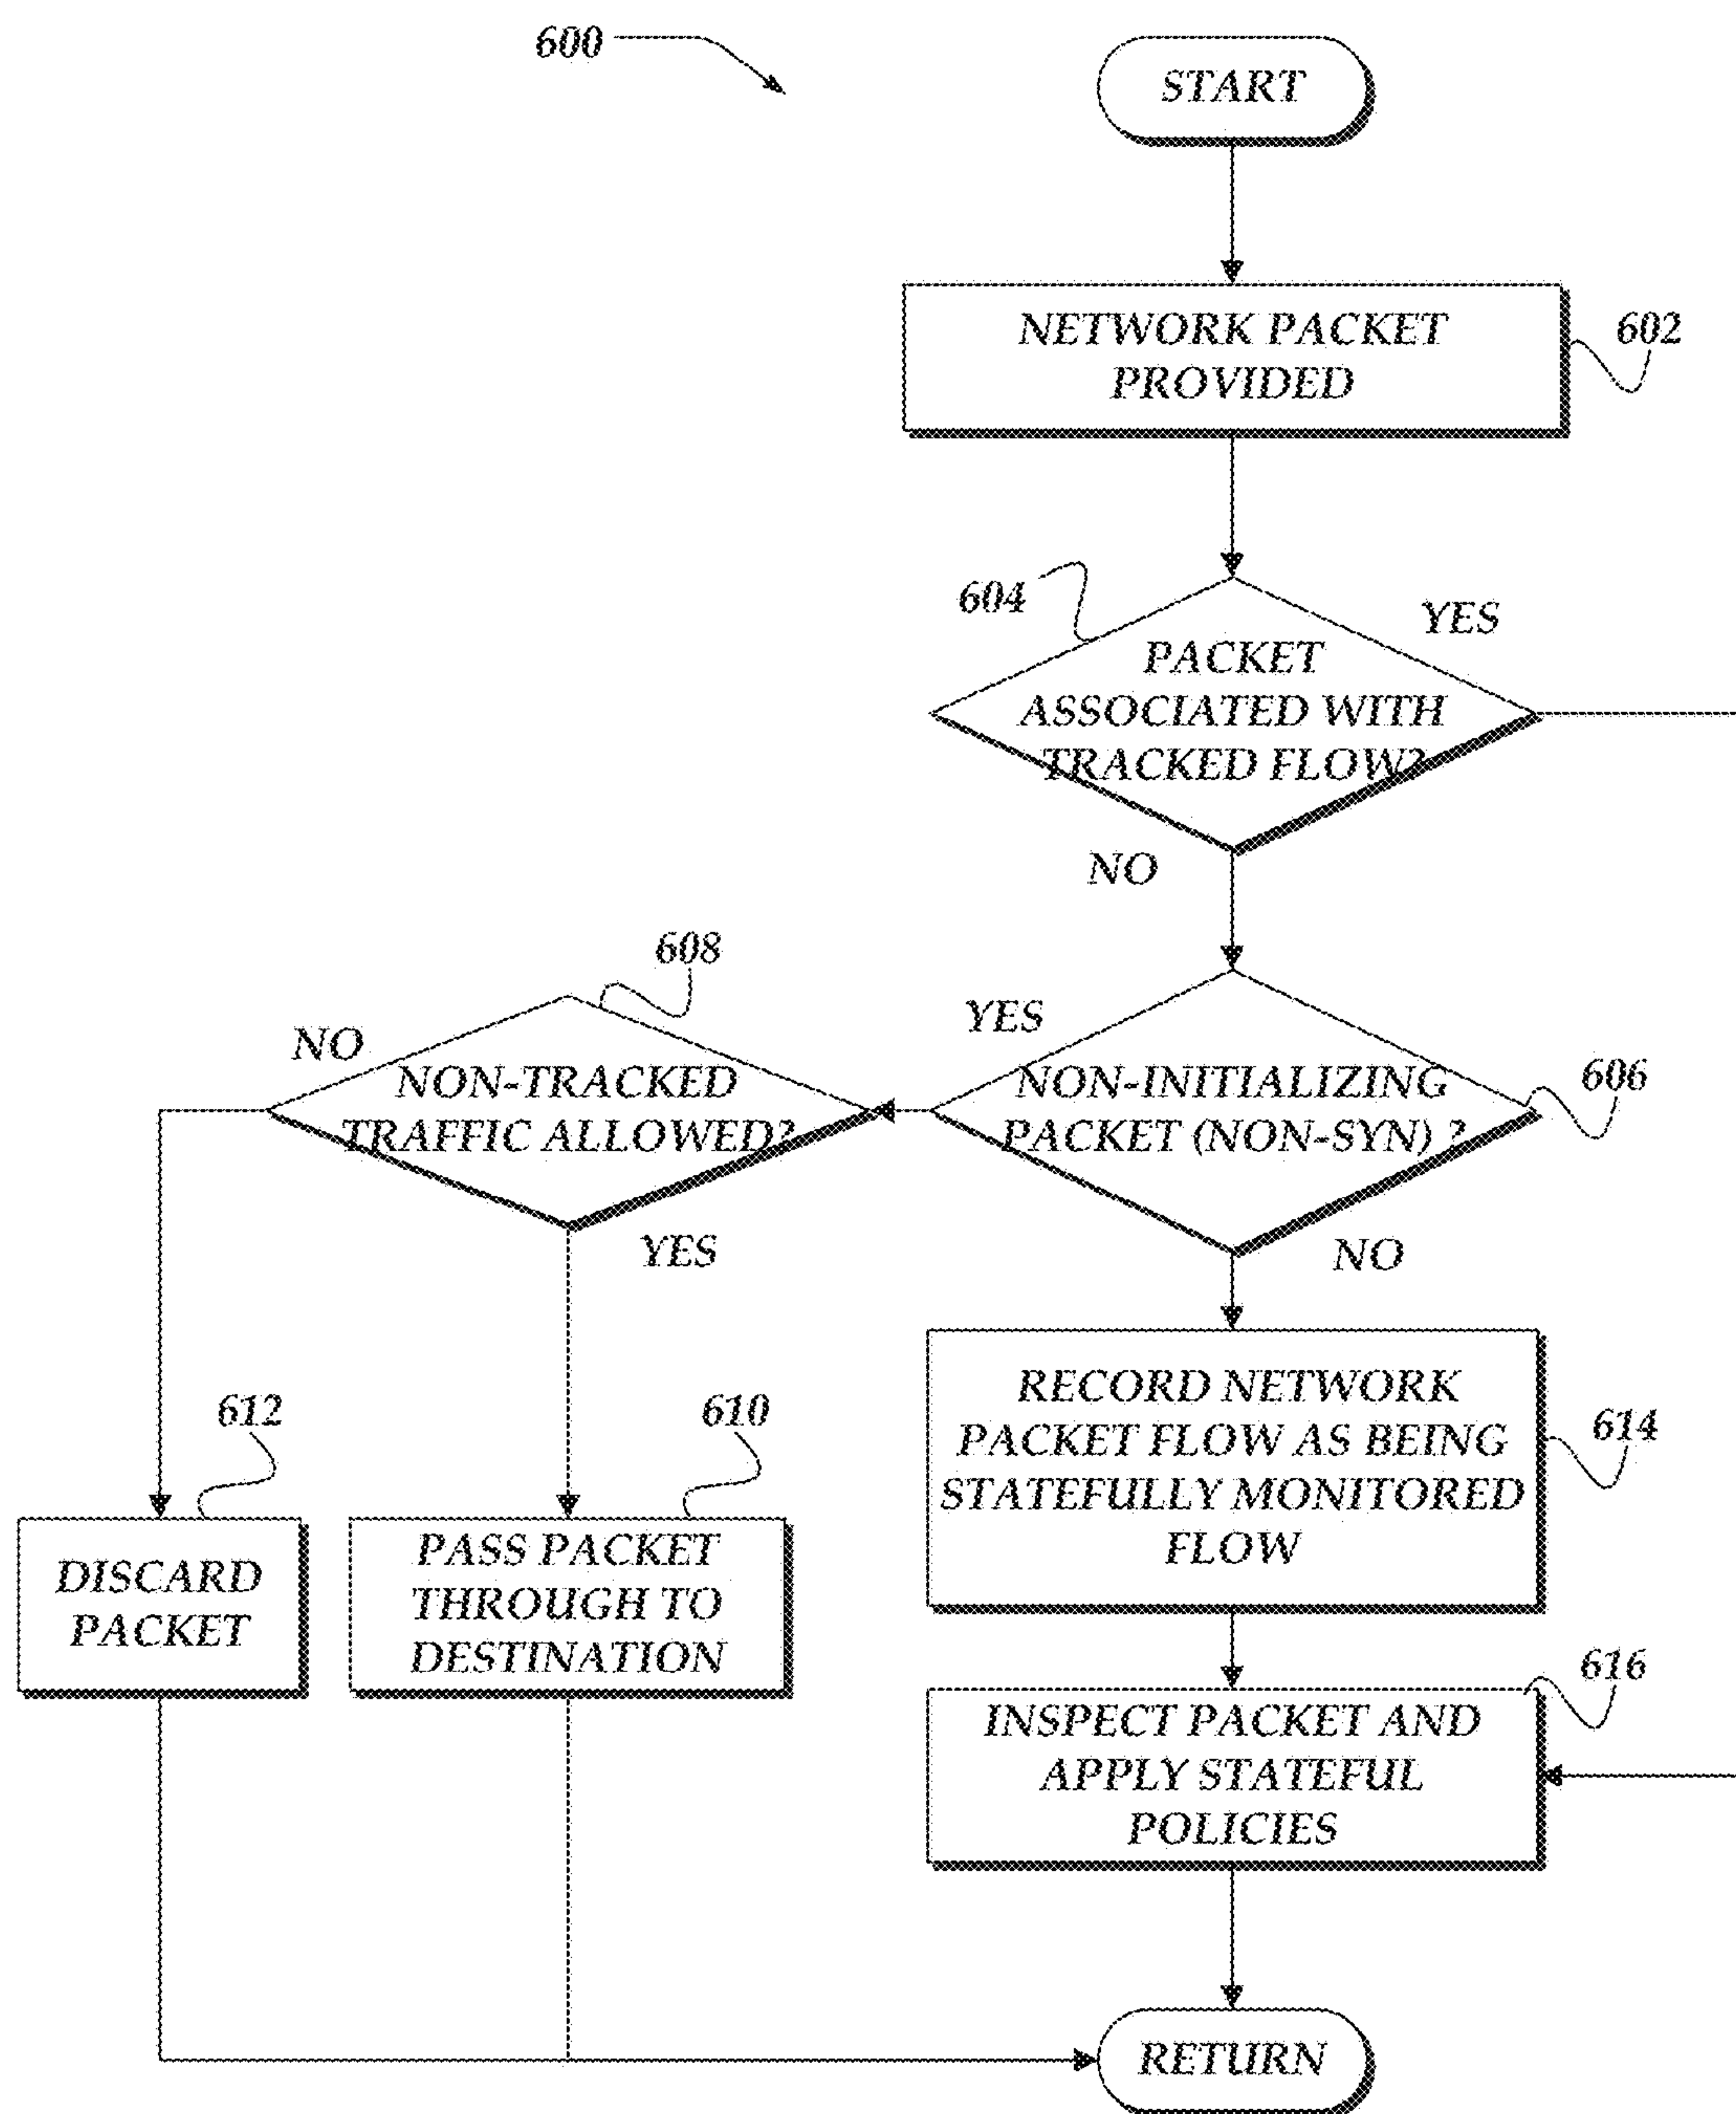 600
START
NETWORK PACKET
PROVIDED
602
604
YES
PACKET
ASSOCIATED WITH
TRACKED FLOW?
NO
608
NO
YES
NON-TRACKED
TRAFFIC ALLOWED?
NON-INITIALIZING
PACKET (NON-SYN) ?
606
YES
NO
612
610
RECORD NETWORK
PACKET FLOW AS BEING
STATEFULLY MONITORED
FLOW
614
DISCARD
PACKET
PASS PACKET
THROUGH TO
DESTINATION
616
INSPECT PACKET AND
APPLY STATEFUL
POLICIES
RETURN